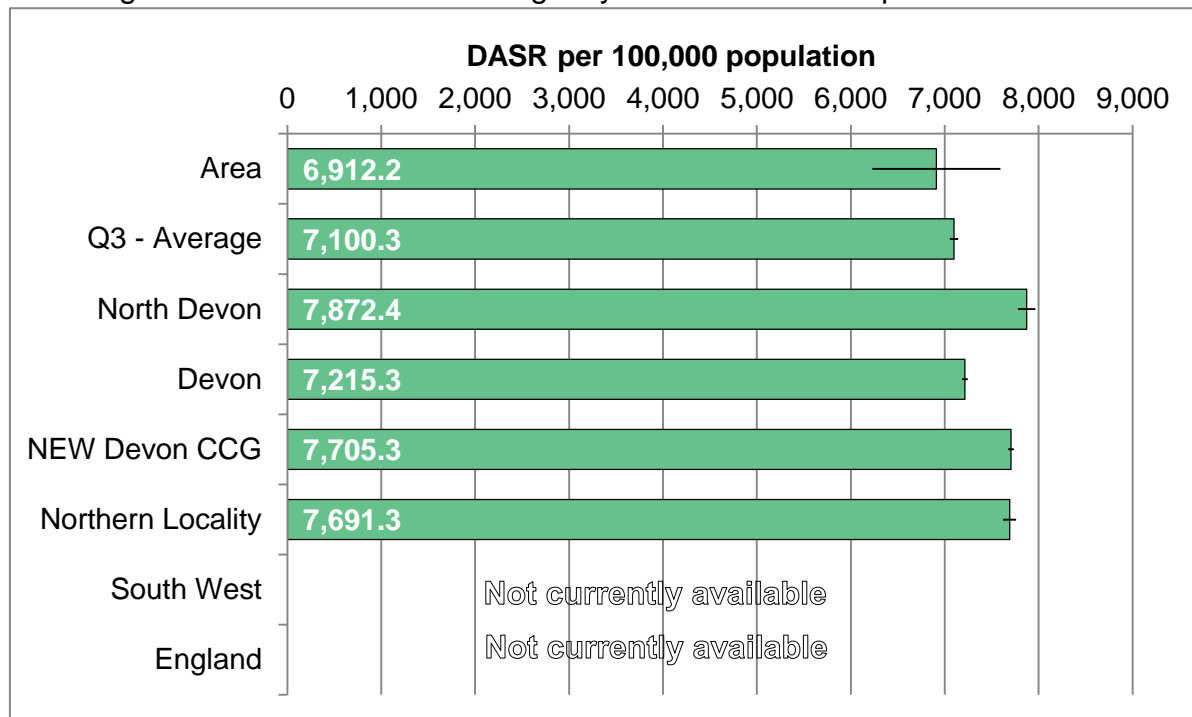 DASR per 100,000 population
0 1,000 2,000 3,000 4,000 5,000 6,000 7,000 8,000 9,000
Area 6,912.2
Q3 - Average 7,100.3
North Devon 7,872.4
Devon 7,215.3
NEW Devon CCG 7,705.3
Northern Locality 7,691.3
South West Not currently available
England Not currently available